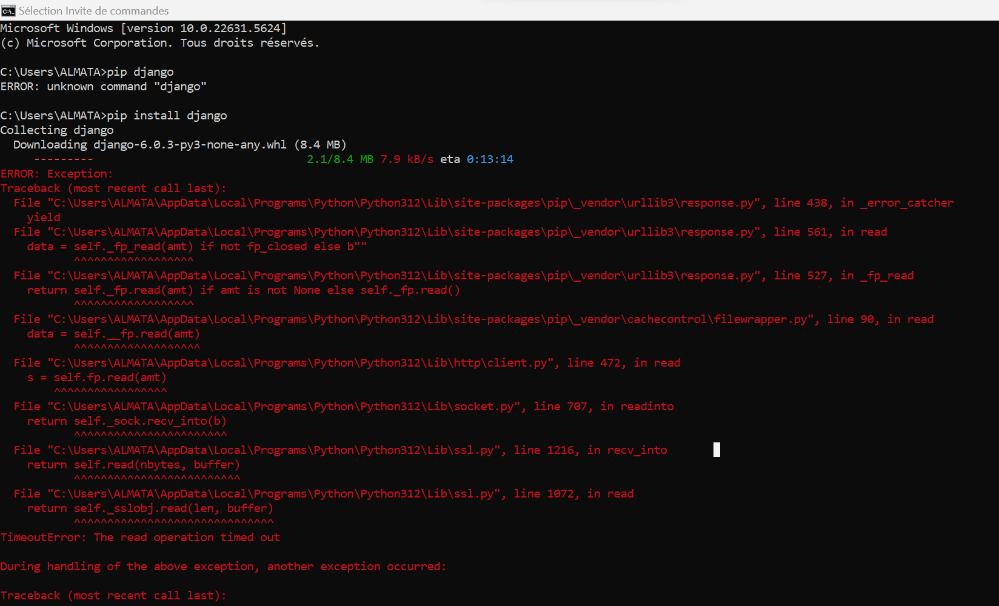 Sélection Invite de commandes
Microsoft Windows [version 10.0.22631.5624]
(c) Microsoft Corporation. Tous droits réservés.
C:\Users\ALMATA>pip django
ERROR: unknown command "django"
C:\Users\ALMATA>pip install django
Collecting django
  Downloading django-6.0.3-py3-none-any.whl (8.4 MB)
     ---------                                2.1/8.4 MB 7.9 kB/s eta 0:13:14
ERROR: Exception:
Traceback (most recent call last):
  File "C:\Users\ALMATA\AppData\Local\Programs\Python\Python312\Lib\site-packages\pip\_vendor\urllib3\response.py", line 438, in _error_catcher
    yield
  File "C:\Users\ALMATA\AppData\Local\Programs\Python\Python312\Lib\site-packages\pip\_vendor\urllib3\response.py", line 561, in read
    data = self._fp_read(amt) if not fp_closed else b""
           ^^^^^^^^^^^^^^^^^^
  File "C:\Users\ALMATA\AppData\Local\Programs\Python\Python312\Lib\site-packages\pip\_vendor\urllib3\response.py", line 527, in _fp_read
    return self._fp.read(amt) if amt is not None else self._fp.read()
           ^^^^^^^^^^^^^^^^^^
  File "C:\Users\ALMATA\AppData\Local\Programs\Python\Python312\Lib\site-packages\pip\_vendor\cachecontrol\filewrapper.py", line 90, in read
    data = self.__fp.read(amt)
           ^^^^^^^^^^^^^^^^^^^
  File "C:\Users\ALMATA\AppData\Local\Programs\Python\Python312\Lib\http\client.py", line 472, in read
    s = self.fp.read(amt)
        ^^^^^^^^^^^^^^^^^
  File "C:\Users\ALMATA\AppData\Local\Programs\Python\Python312\Lib\socket.py", line 707, in readinto
    return self._sock.recv_into(b)
           ^^^^^^^^^^^^^^^^^^^^^^^
  File "C:\Users\ALMATA\AppData\Local\Programs\Python\Python312\Lib\ssl.py", line 1216, in recv_into
    return self.read(nbytes, buffer)
           ^^^^^^^^^^^^^^^^^^^^^^^^^
  File "C:\Users\ALMATA\AppData\Local\Programs\Python\Python312\Lib\ssl.py", line 1072, in read
    return self._sslobj.read(len, buffer)
           ^^^^^^^^^^^^^^^^^^^^^^^^^^^^^^
TimeoutError: The read operation timed out
During handling of the above exception, another exception occurred:
Traceback (most recent call last):